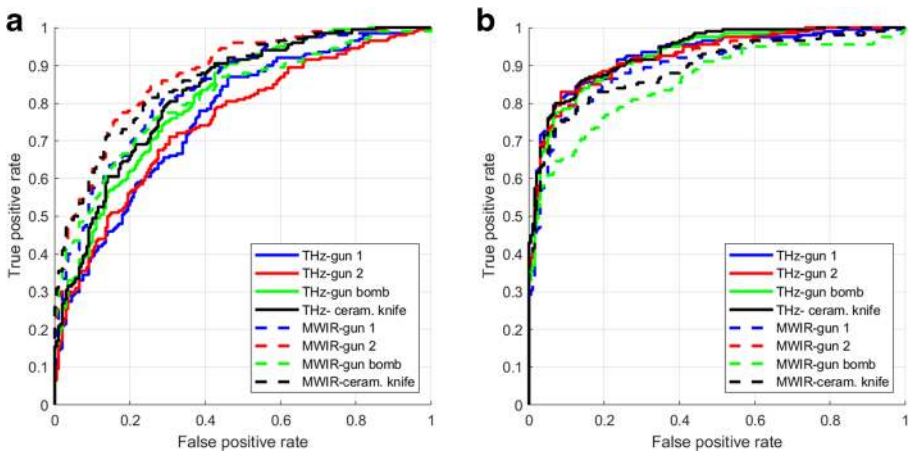 a
1
0.9
0.8
0.7
0.6
0.5
0.4
0.3
0.2
0.1
0
True positive rate
THz-gun 1
THz-gun 2
THz-gun bomb
THz- ceram. knife
MWIR-gun 1
MWIR-gun 2
MWIR-gun bomb
MWIR-ceram. knife
0 0.2 0.4 0.6 0.8 1
False positive rate
b
1
0.9
0.8
0.7
0.6
0.5
0.4
0.3
0.2
0.1
0
True positive rate
THz-gun 1
THz-gun 2
THz-gun bomb
THz- ceram. knife
MWIR-gun 1
MWIR-gun 2
MWIR-gun bomb
MWIR-ceram. knife
0 0.2 0.4 0.6 0.8 1
False positive rate